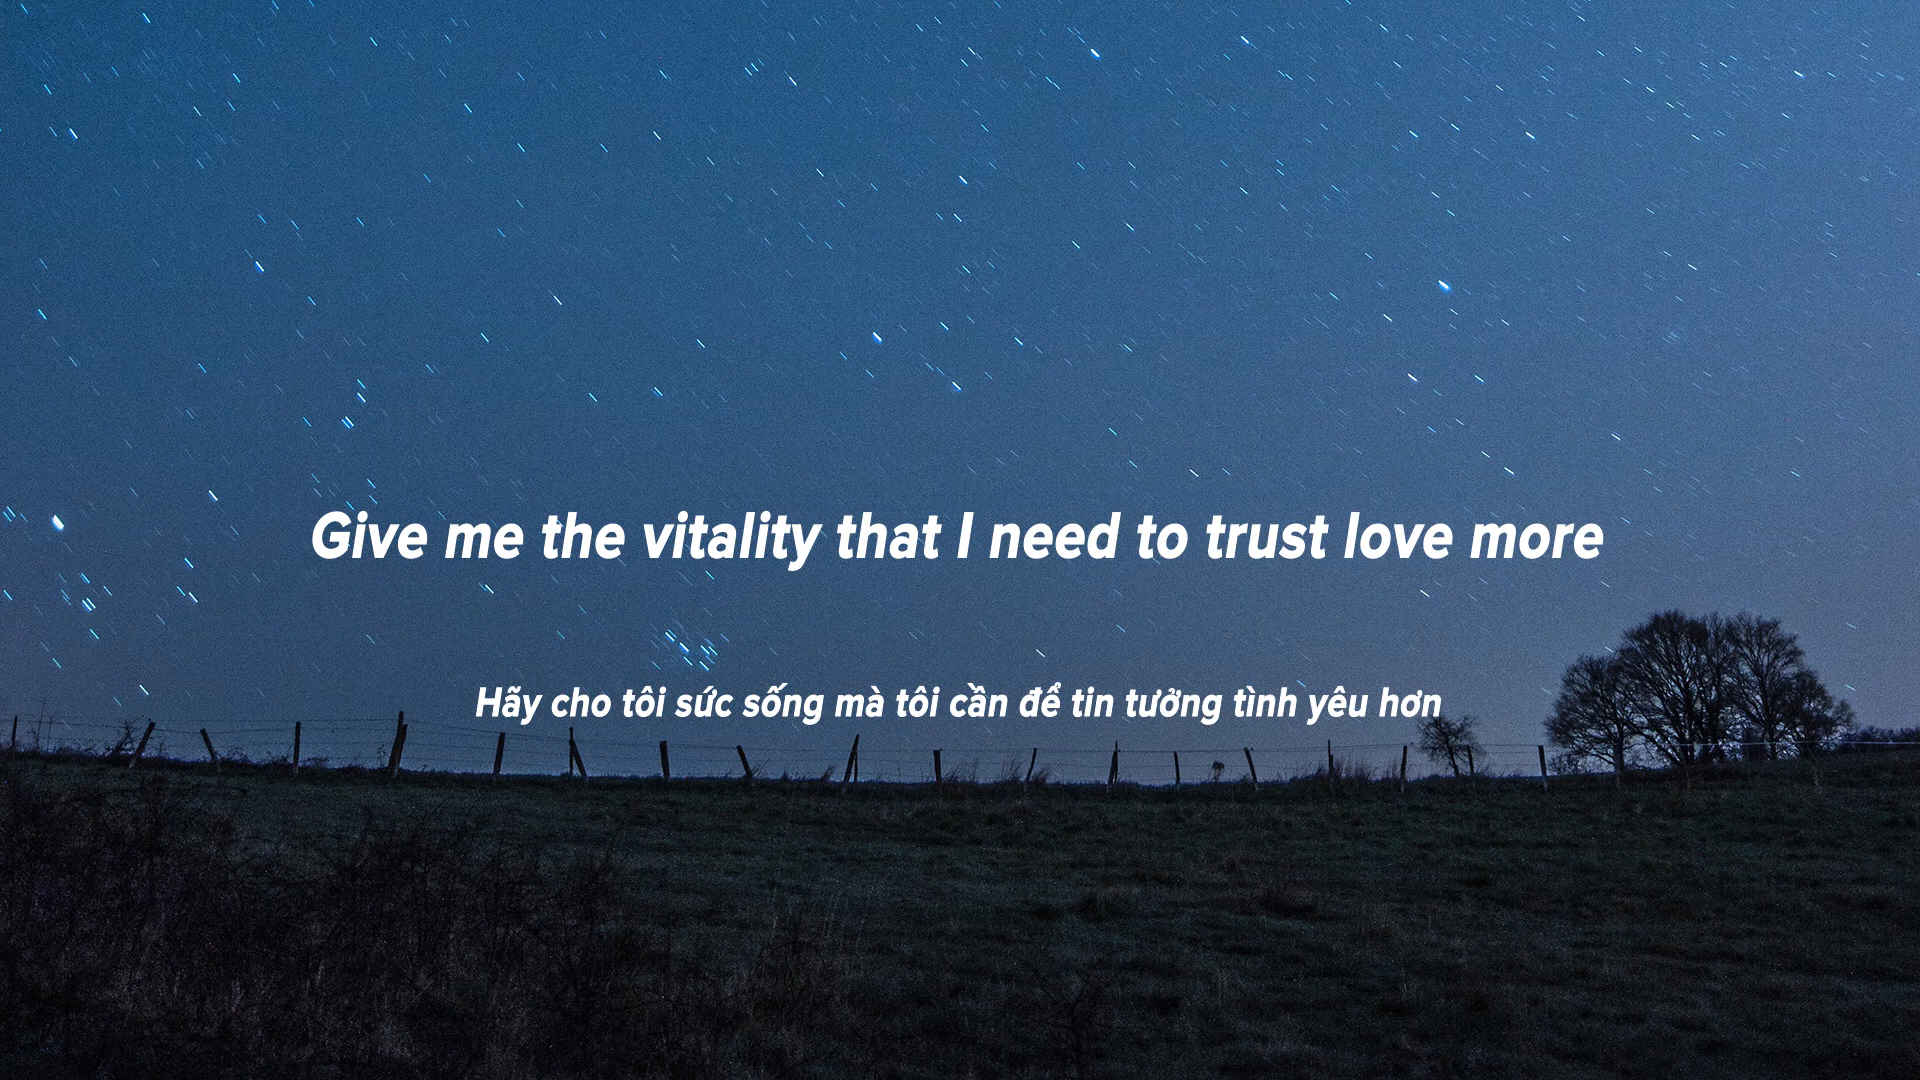 Give me the vitality that I need to trust love more
Hãy cho tôi sức sống mà tôi cần để tin tưởng tình yêu hơn